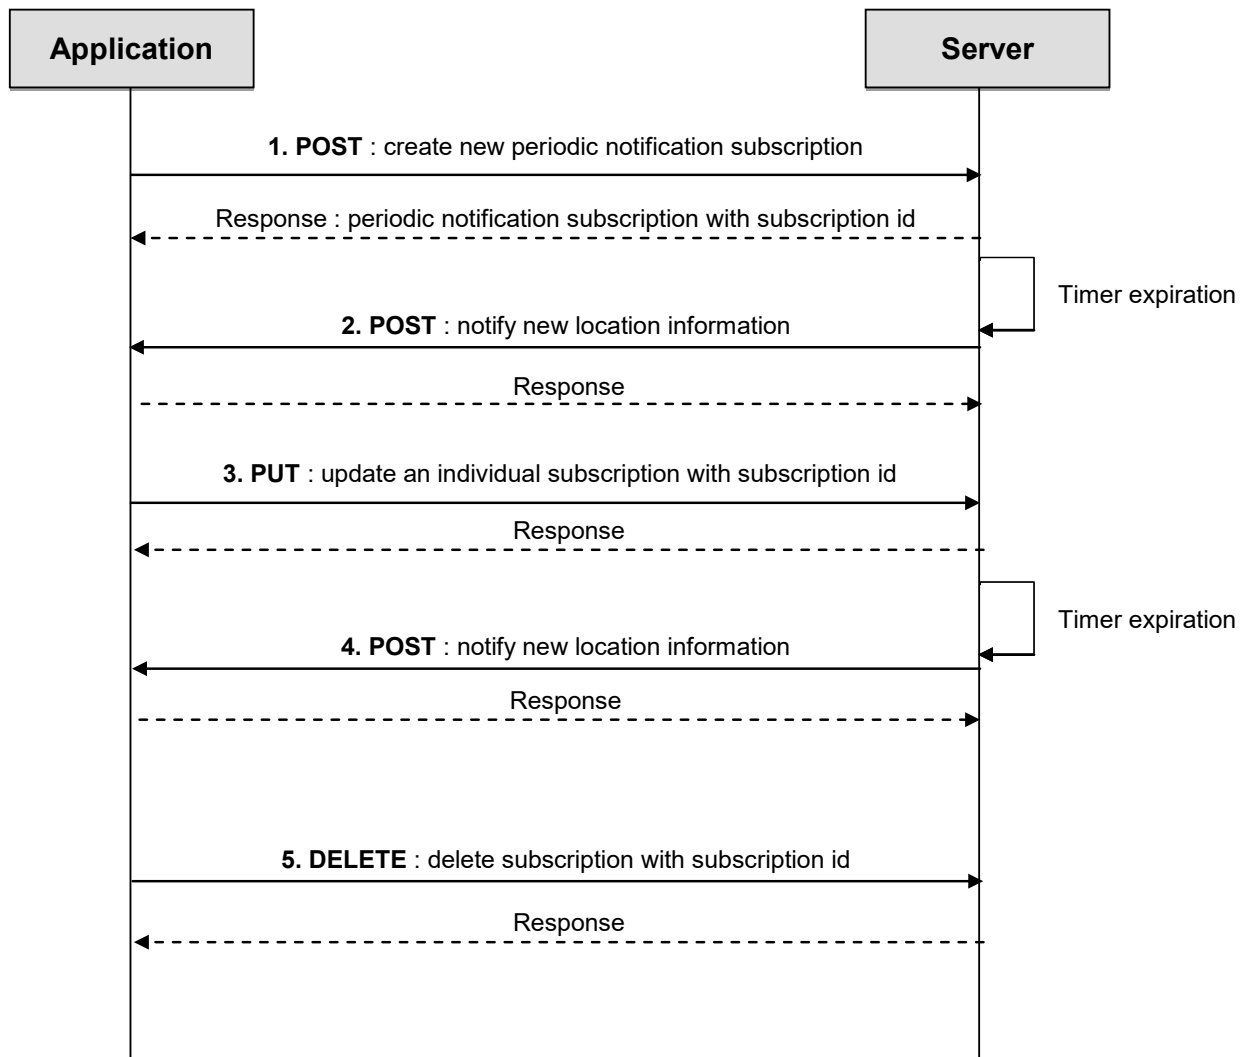 Application
Server
1. POST : create new periodic notification subscription
Response : periodic notification subscription with subscription id
Timer expiration
2. POST : notify new location information
Response
3. PUT : update an individual subscription with subscription id
Response
Timer expiration
4. POST : notify new location information
Response
5. DELETE : delete subscription with subscription id
Response